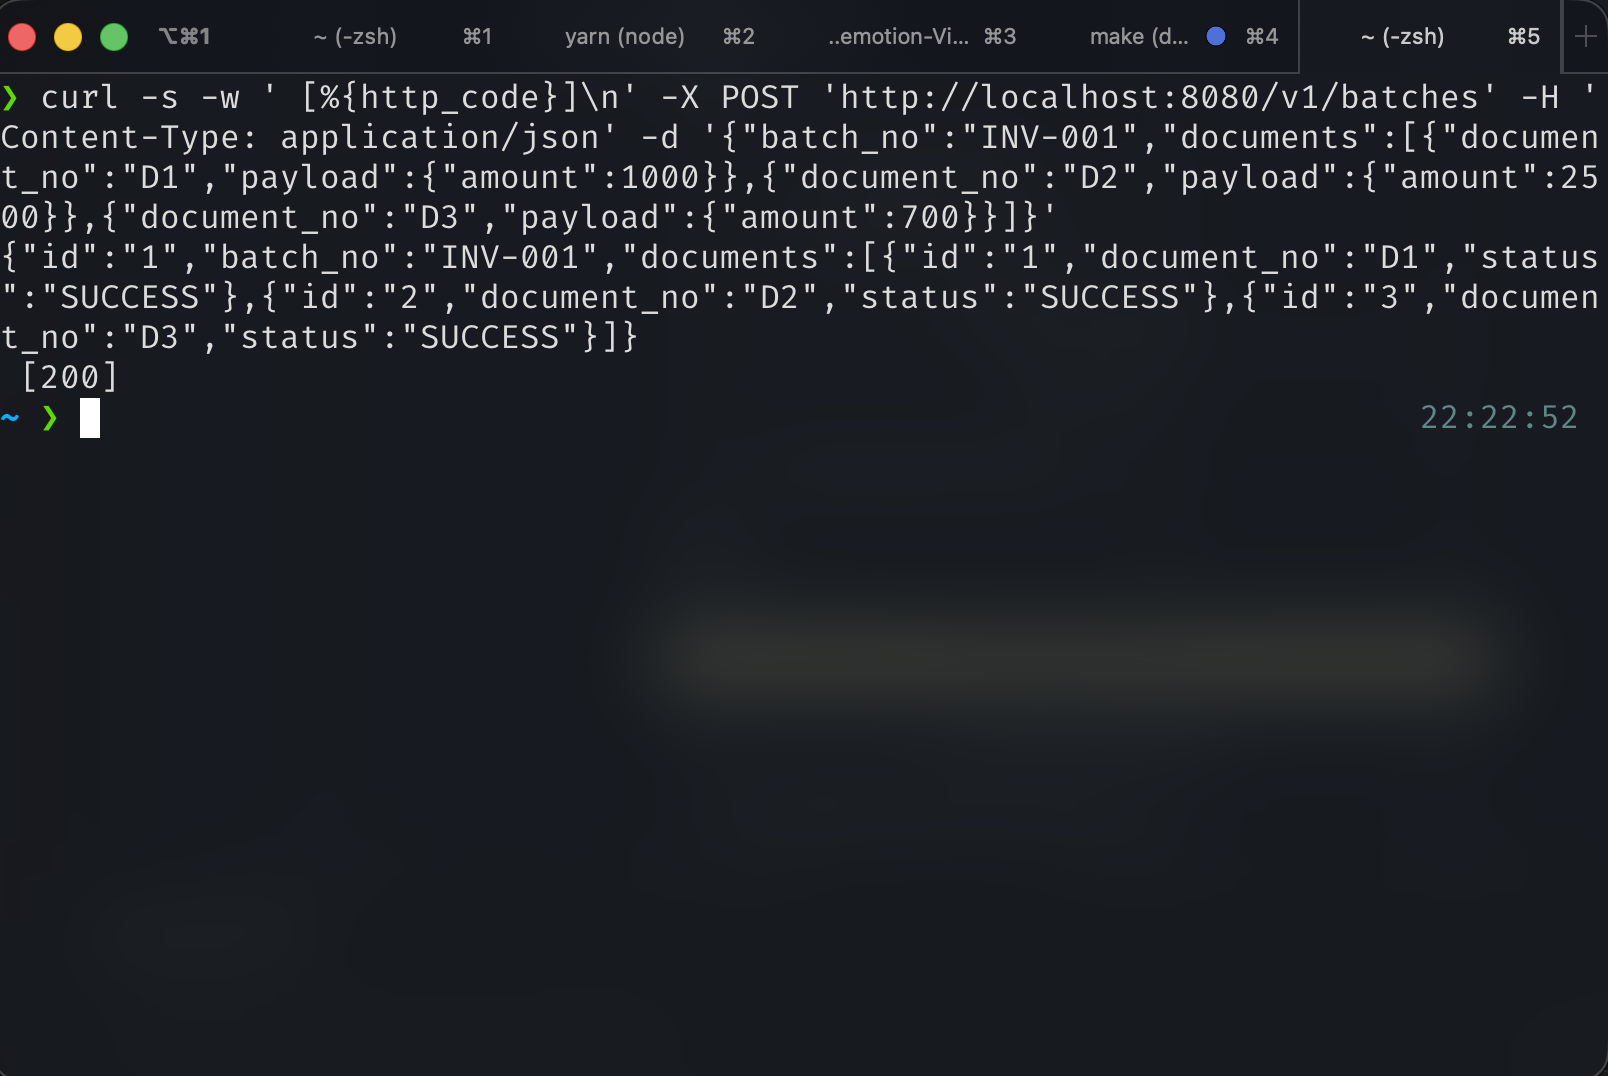 ⌥⌘1 ~ (-zsh) ⌘1 yarn (node) ⌘2 ..emotion-Vi... ⌘3 make (d... ⌘4 ~ (-zsh) ⌘5 +
❯ curl -s -w ' [%{http_code}]\n' -X POST 'http://localhost:8080/v1/batches' -H '
Content-Type: application/json' -d '{"batch_no":"INV-001","documents":[{"documen
t_no":"D1","payload":{"amount":1000}},{"document_no":"D2","payload":{"amount":25
00}},{"document_no":"D3","payload":{"amount":700}}]}'
{"id":"1","batch_no":"INV-001","documents":[{"id":"1","document_no":"D1","status
":"SUCCESS"},{"id":"2","document_no":"D2","status":"SUCCESS"},{"id":"3","documen
t_no":"D3","status":"SUCCESS"}]}
 [200]
~ ❯ 22:22:52